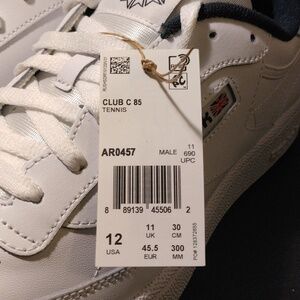 CLUB C 85
TENNIS
AR0457
MALE
11
690
UPC
8 89139 45506 2
12
USA
11
UK
30
CM
45.5
EUR
300
MM